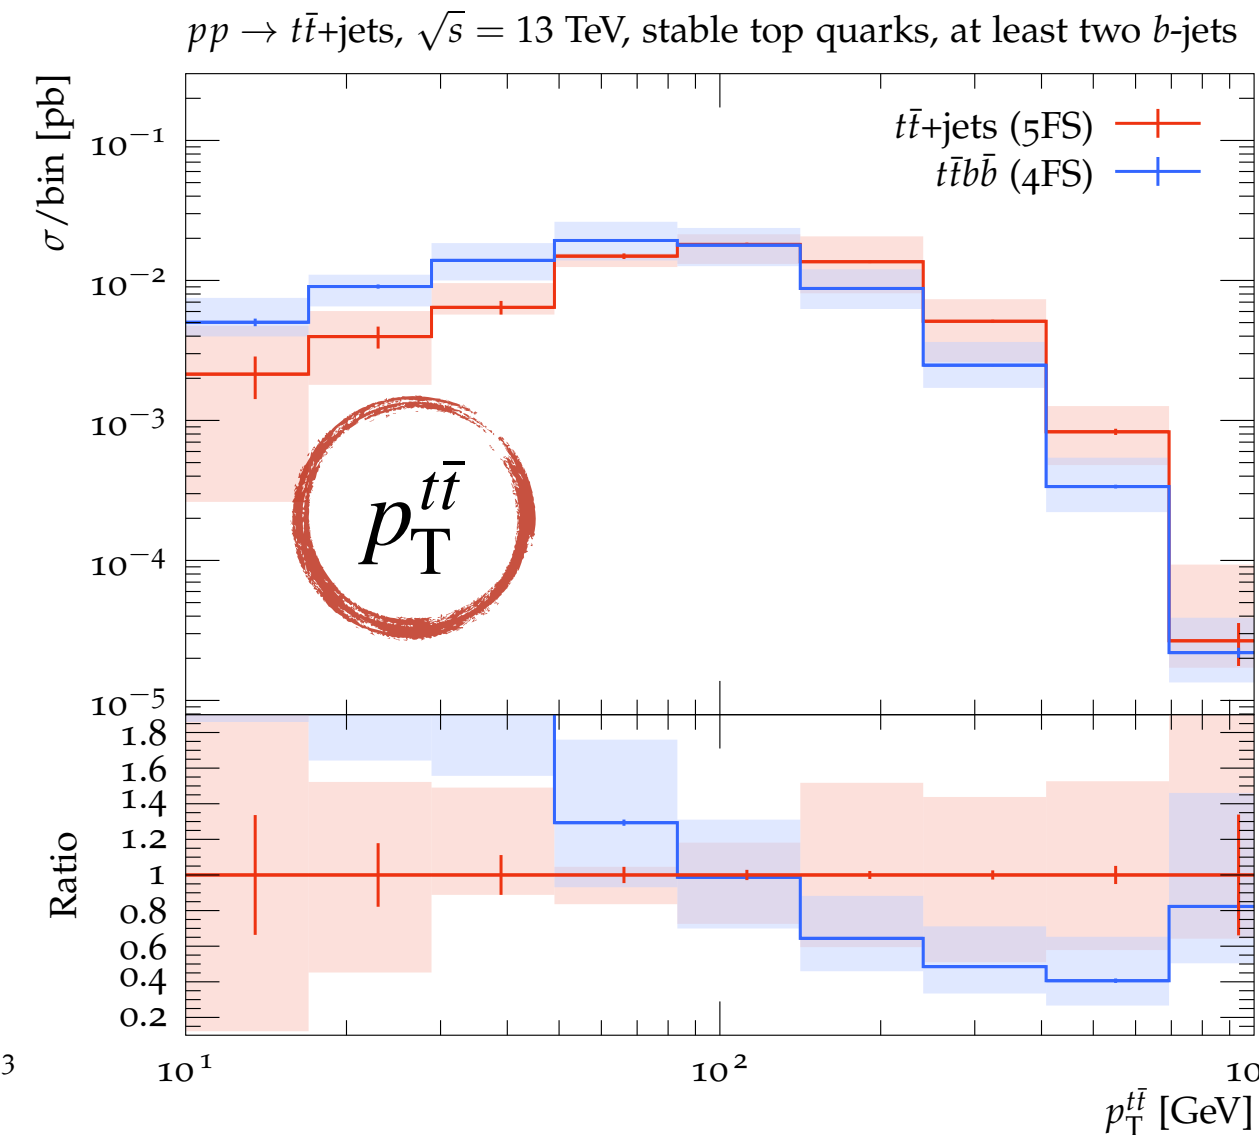 pp → tt̄+jets, √s = 13 TeV, stable top quarks, at least two b-jets
σ/bin [pb]
tt̄+jets (5FS)
tt̄bb̄ (4FS)
10⁻¹
10⁻²
10⁻³
10⁻⁴
10⁻⁵
p_T^{tt̄}
Ratio
1.8
1.6
1.4
1.2
1
0.8
0.6
0.4
0.2
3
10¹
10²
10
p_T^{tt̄} [GeV]